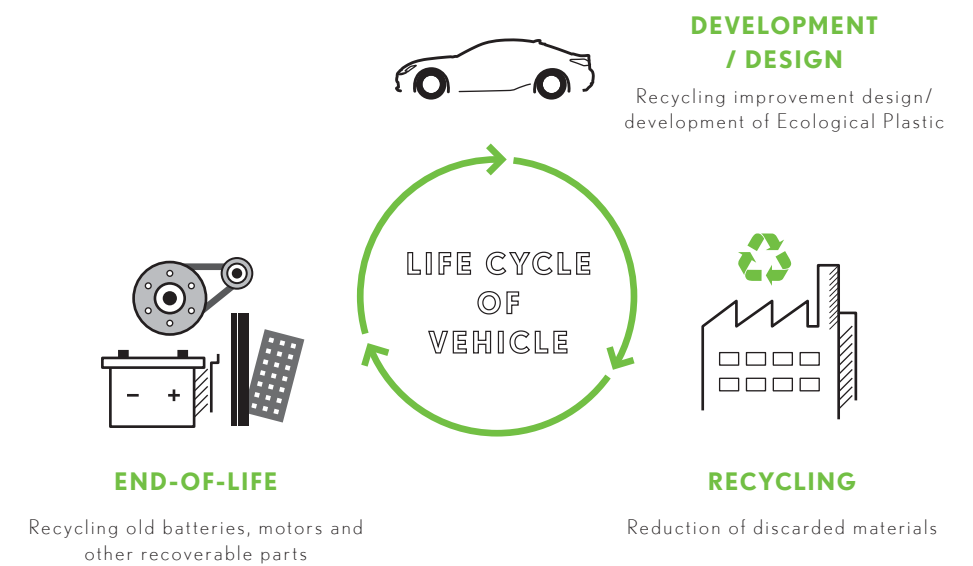 DEVELOPMENT
/ DESIGN
Recycling improvement design/
development of Ecological Plastic
LIFE CYCLE
OF
VEHICLE
END-OF-LIFE
Recycling old batteries, motors and
other recoverable parts
RECYCLING
Reduction of discarded materials